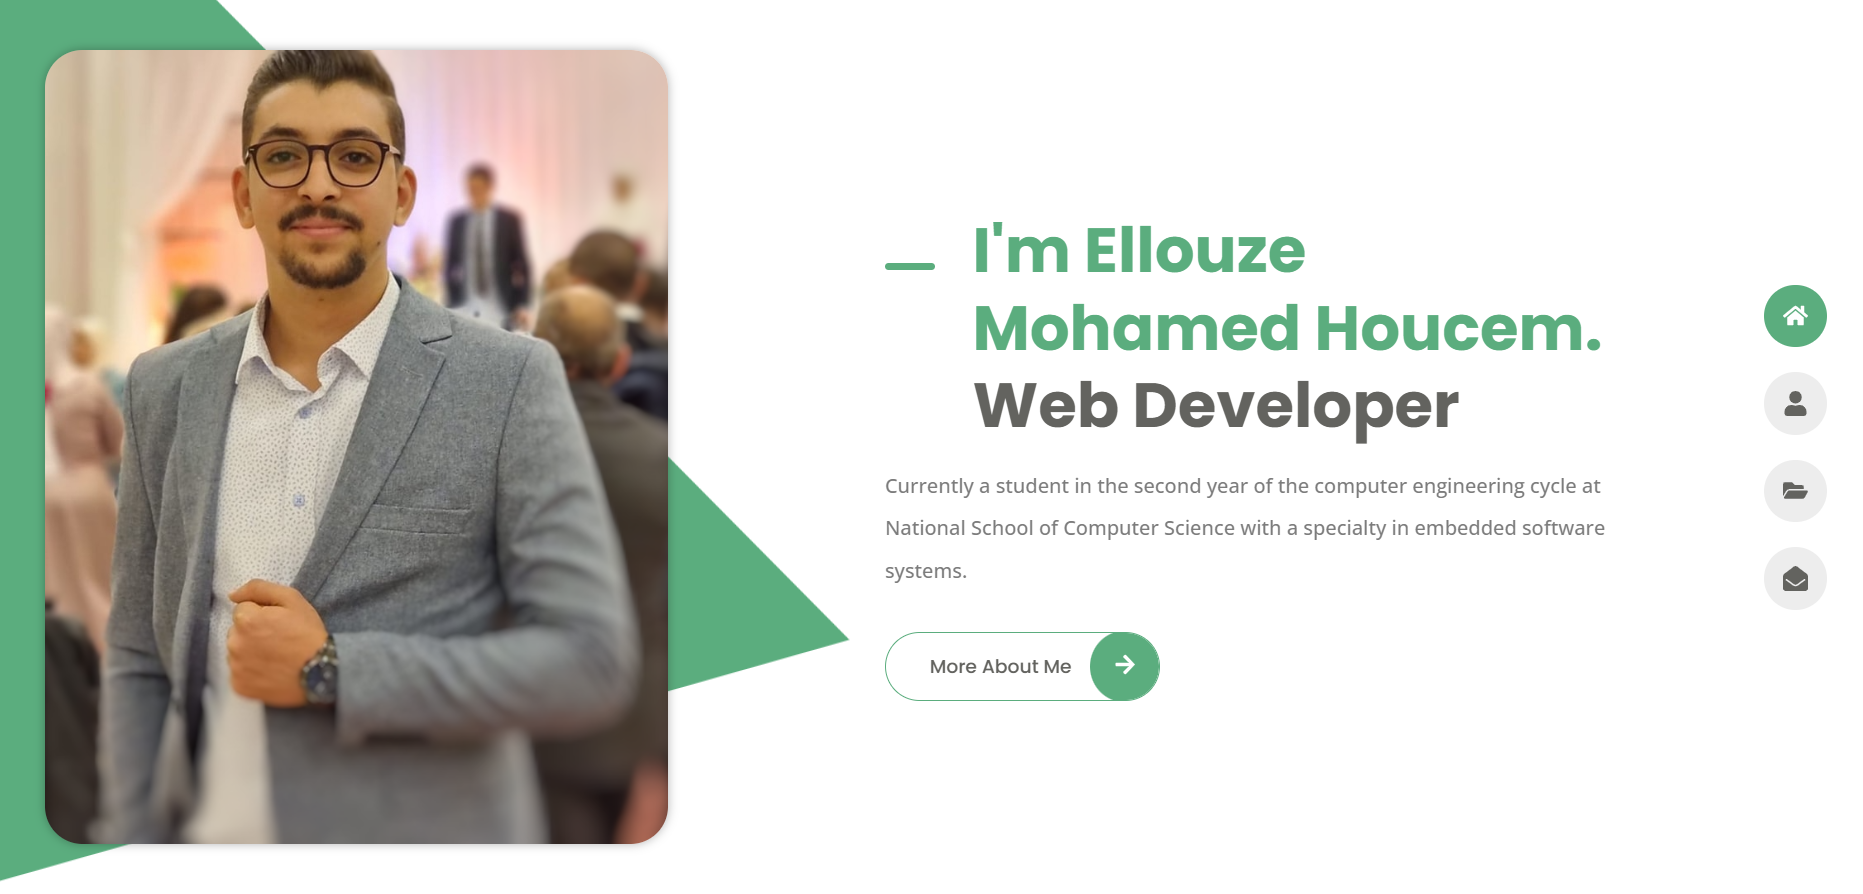 I'm Ellouze
Mohamed Houcem.
Web Developer
Currently a student in the second year of the computer engineering cycle at
National School of Computer Science with a specialty in embedded software
systems.
More About Me